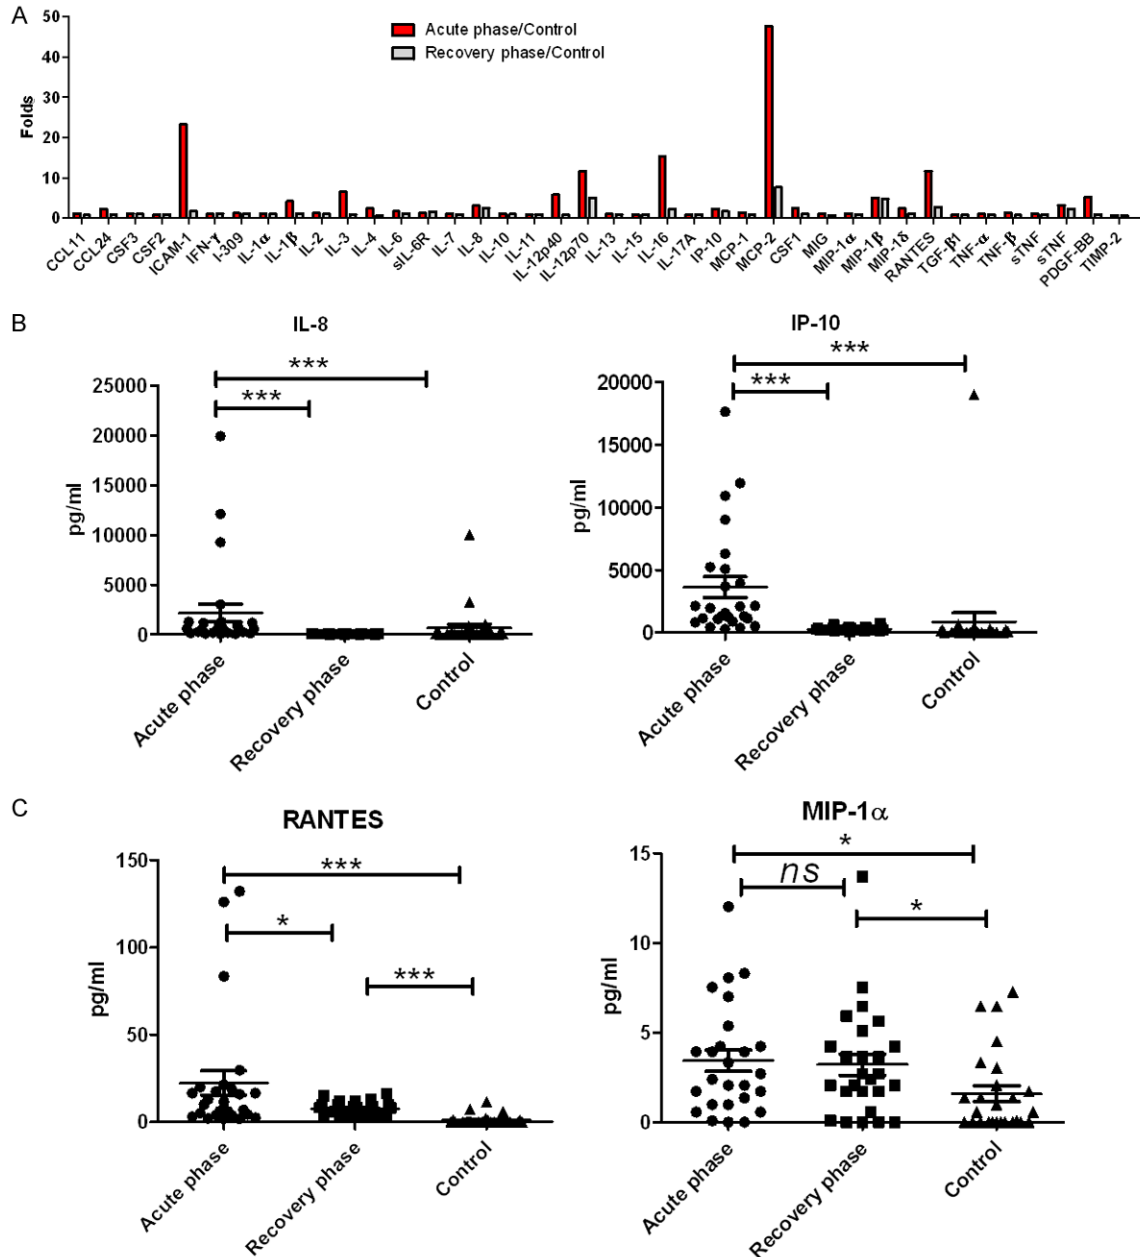 A
50
40
30
20
10
0
Folds
Acute phase/Control
Recovery phase/Control
CCL11
CCL24
CSF3
CSF2
ICAM-1
IFN-γ
I-309
IL-1α
IL-1β
IL-2
IL-3
IL-4
IL-6
sIL-6R
IL-7
IL-8
IL-10
IL-11
IL-12p40
IL-12p70
IL-13
IL-15
IL-16
IL-17A
IP-10
MCP-1
MCP-2
CSF1
MIG
MIP-1α
MIP-1β
MIP-1δ
RANTES
TGF-β1
TNF-α
TNF-β
sTNF
sTNF
PDGF-BB
TIMP-2
B
IL-8
***
***
25000
20000
15000
10000
5000
0
pg/ml
Acute phase
Recovery phase
Control
IP-10
***
***
20000
15000
10000
5000
0
pg/ml
Acute phase
Recovery phase
Control
C
RANTES
***
*
***
150
100
50
0
pg/ml
Acute phase
Recovery phase
Control
MIP-1α
*
ns
*
15
10
5
0
pg/ml
Acute phase
Recovery phase
Control